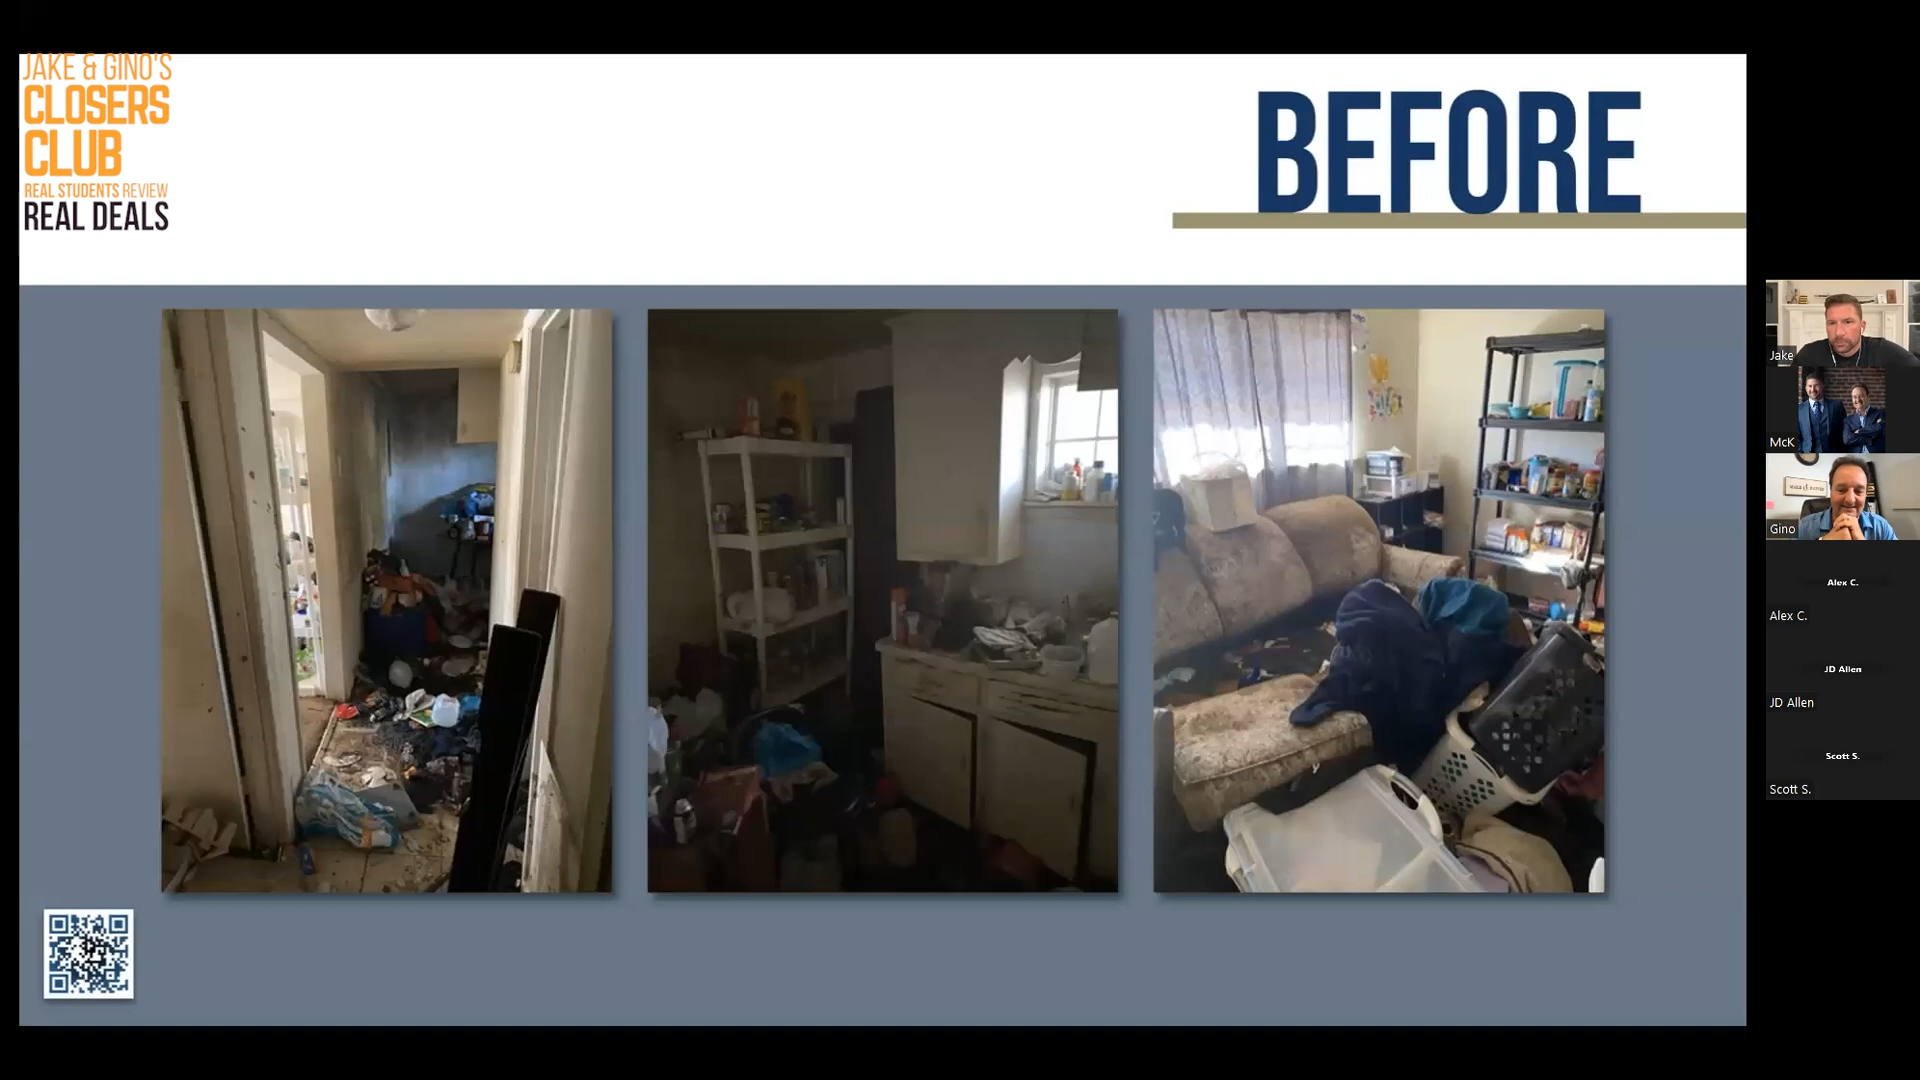 JAKE & GINO'S
CLOSERS
CLUB
REAL STUDENTS REVIEW
REAL DEALS
BEFORE
Jake
McK
Gino
Alex C.
Alex C.
JD Allen
JD Allen
Scott S.
Scott S.